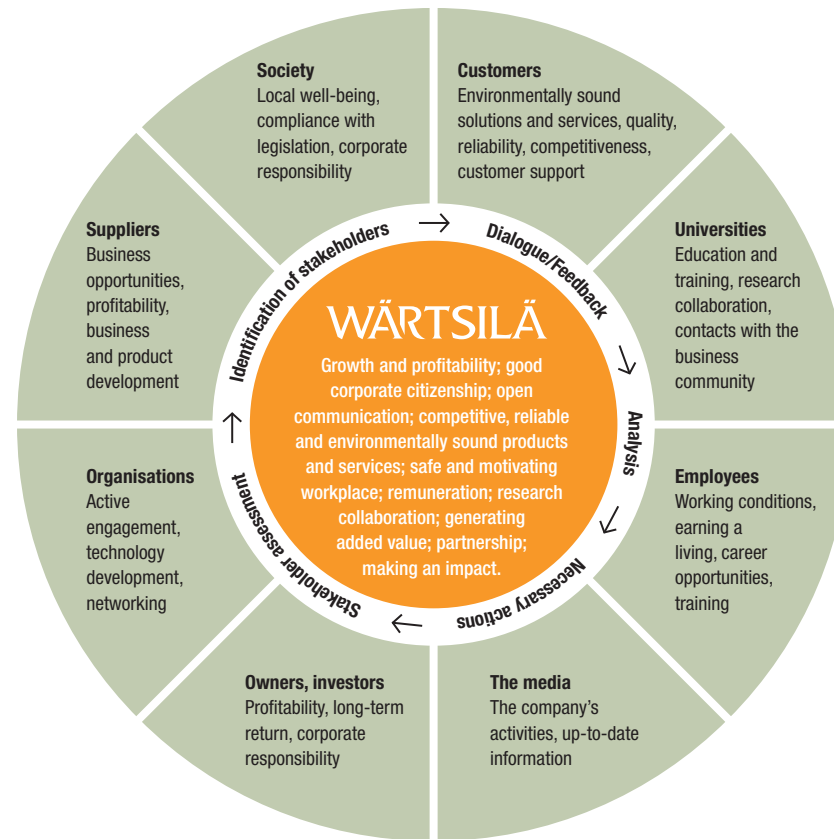 Society
Local well-being,
compliance with
legislation, corporate
responsibility
Customers
Environmentally sound
solutions and services, quality,
reliability, competitiveness,
customer support
Suppliers
Business
opportunities,
profitability,
business
and product
development
Universities
Education and
training, research
collaboration,
contacts with the
business
community
Identification of stakeholders
Dialogue/Feedback
Analysis
Necessary actions
Stakeholder assessment
WÄRTSILÄ
Growth and profitability; good
corporate citizenship; open
communication; competitive, reliable
and environmentally sound products
and services; safe and motivating
workplace; remuneration; research
collaboration; generating
added value; partnership;
making an impact.
Organisations
Active
engagement,
technology
development,
networking
Employees
Working conditions,
earning a
living, career
opportunities,
training
Owners, investors
Profitability, long-term
return, corporate
responsibility
The media
The company's
activities, up-to-date
information